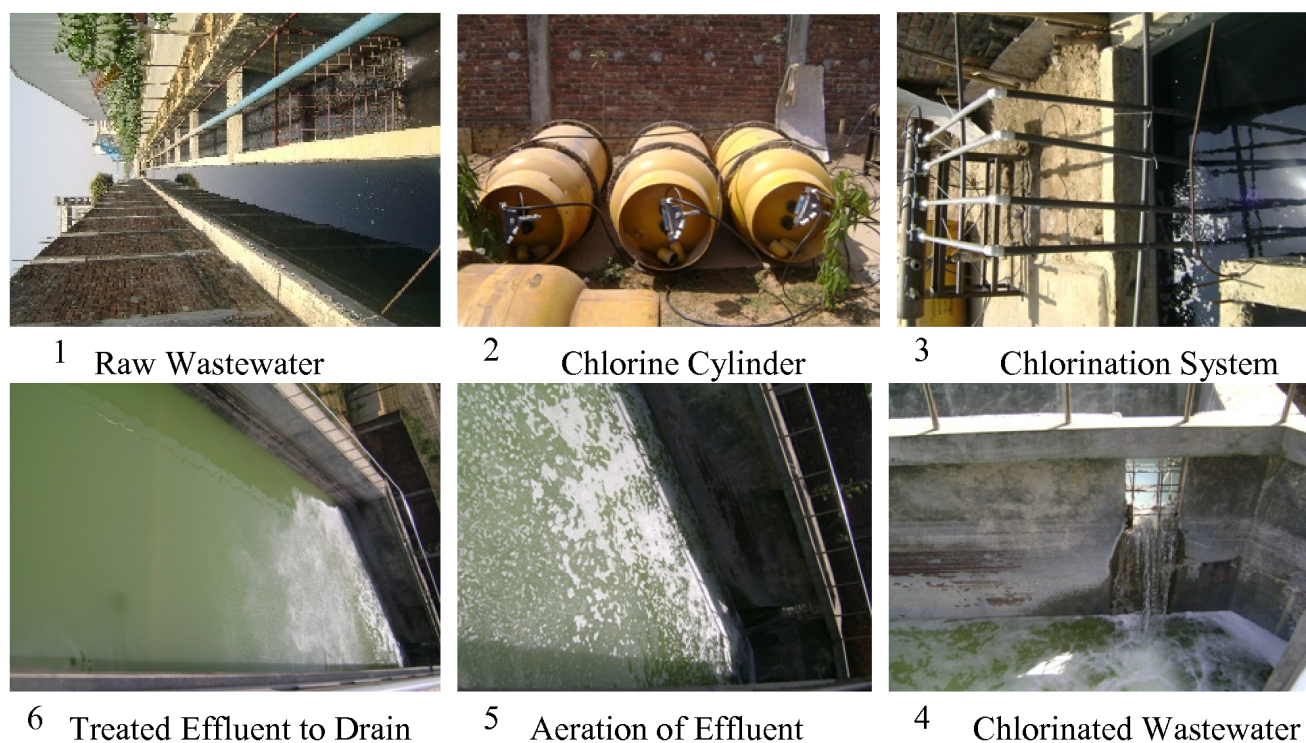 1 Raw Wastewater
2 Chlorine Cylinder
3 Chlorination System
6 Treated Effluent to Drain
5 Aeration of Effluent
4 Chlorinated Wastewater